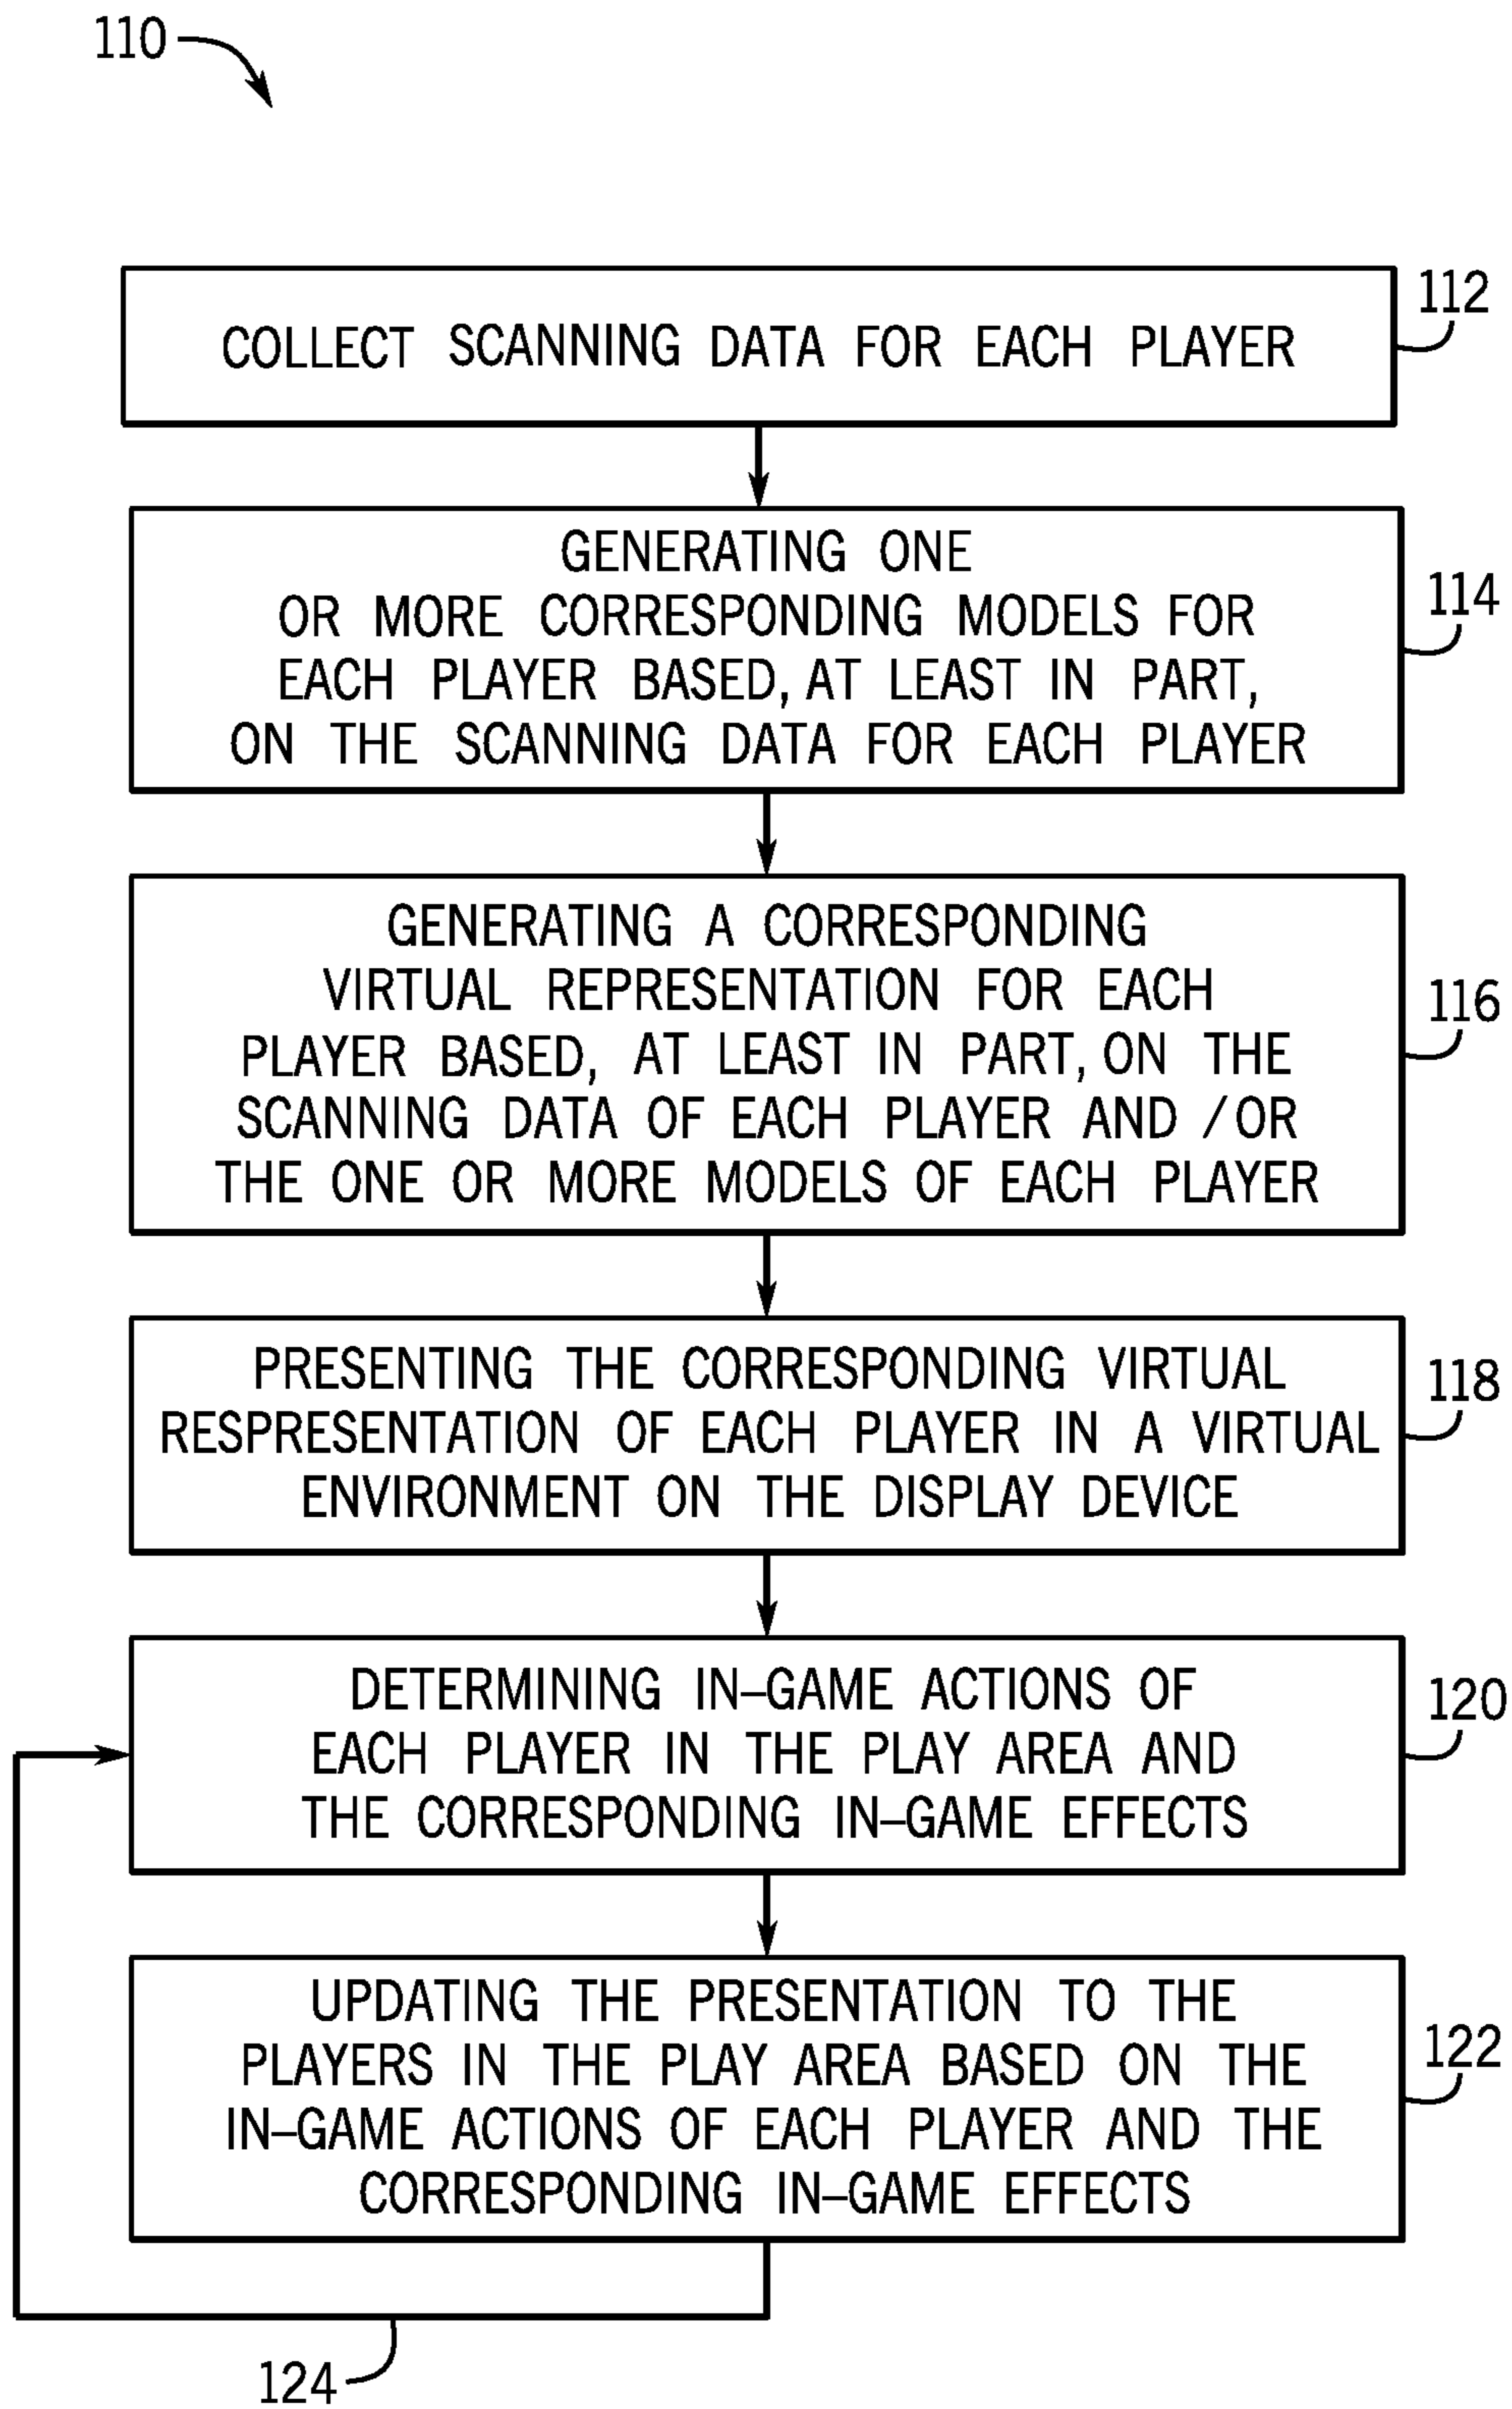 110
112
COLLECT SCANNING DATA FOR EACH PLAYER
GENERATING ONE
OR MORE CORRESPONDING MODELS FOR
EACH PLAYER BASED, AT LEAST IN PART,
ON THE SCANNING DATA FOR EACH PLAYER
114
GENERATING A CORRESPONDING
VIRTUAL REPRESENTATION FOR EACH
PLAYER BASED, AT LEAST IN PART, ON THE
SCANNING DATA OF EACH PLAYER AND /OR
THE ONE OR MORE MODELS OF EACH PLAYER
116
PRESENTING THE CORRESPONDING VIRTUAL
RESPRESENTATION OF EACH PLAYER IN A VIRTUAL
ENVIRONMENT ON THE DISPLAY DEVICE
118
DETERMINING IN–GAME ACTIONS OF
EACH PLAYER IN THE PLAY AREA AND
THE CORRESPONDING IN–GAME EFFECTS
120
UPDATING THE PRESENTATION TO THE
PLAYERS IN THE PLAY AREA BASED ON THE
IN–GAME ACTIONS OF EACH PLAYER AND THE
CORRESPONDING IN–GAME EFFECTS
122
124